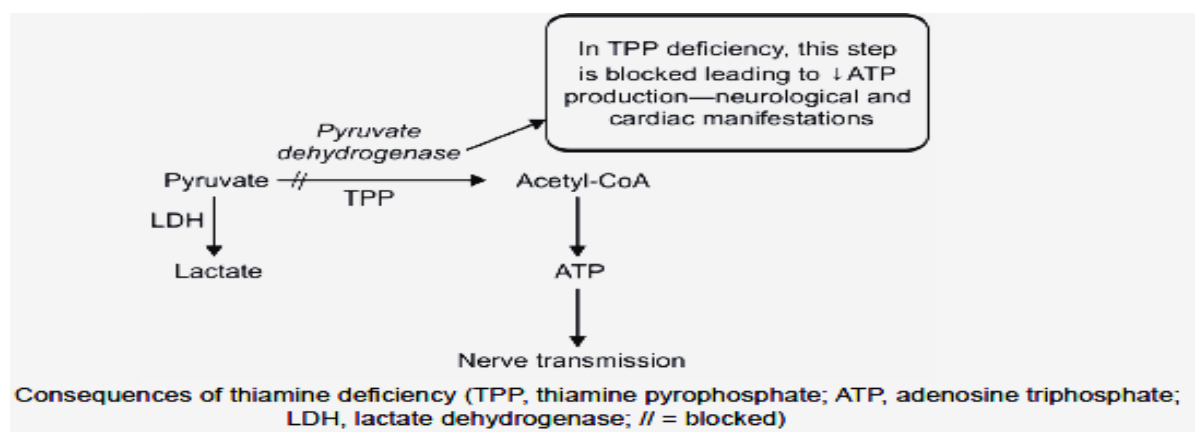 In TPP deficiency, this step
is blocked leading to ↓ATP
production—neurological and
cardiac manifestations
Pyruvate
dehydrogenase
Pyruvate
//
TPP
Acetyl-CoA
LDH
Lactate
ATP
Nerve transmission
Consequences of thiamine deficiency (TPP, thiamine pyrophosphate; ATP, adenosine triphosphate;
LDH, lactate dehydrogenase; // = blocked)